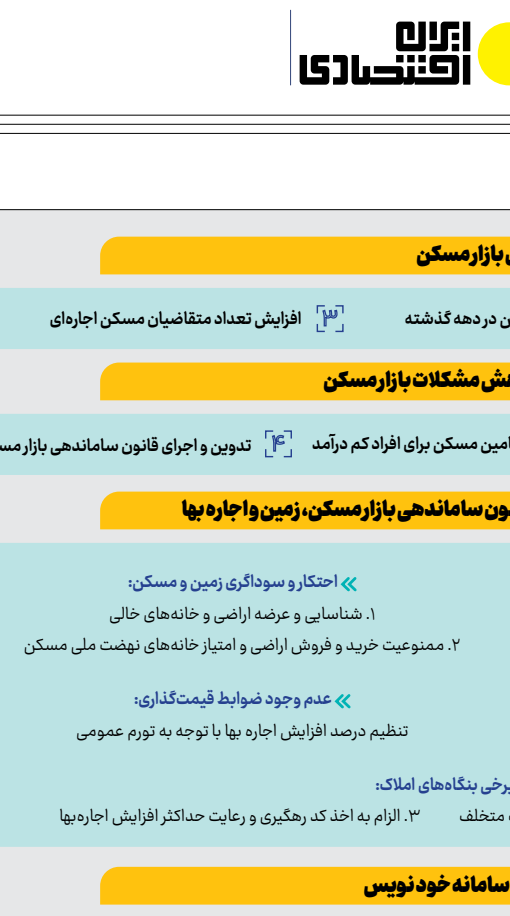 ایران
اقتصادی
بازار مسکن
در دهه گذشته [۳] افزایش تعداد متقاضیان مسکن اجاره‌ای
مشکلات بازار مسکن
مسکن برای افراد کم درآمد [۴] تدوین و اجرای قانون ساماندهی بازار
ساماندهی بازار مسکن، زمین و اجاره بها
» احتکار و سوداگری زمین و مسکن:
۱. شناسایی و عرضه اراضی و خانه‌های خالی
۲. ممنوعیت خرید و فروش اراضی و امتیاز خانه‌های نهضت ملی مسکن
» عدم وجود ضوابط قیمت‌گذاری:
تنظیم درصد افزایش اجاره بها با توجه به تورم عمومی
برخی بنگاه‌های املاک:
متخلف ۳. الزام به اخذ کد رهگیری و رعایت حداکثر افزایش اجاره‌بها
سامانه خودنویس